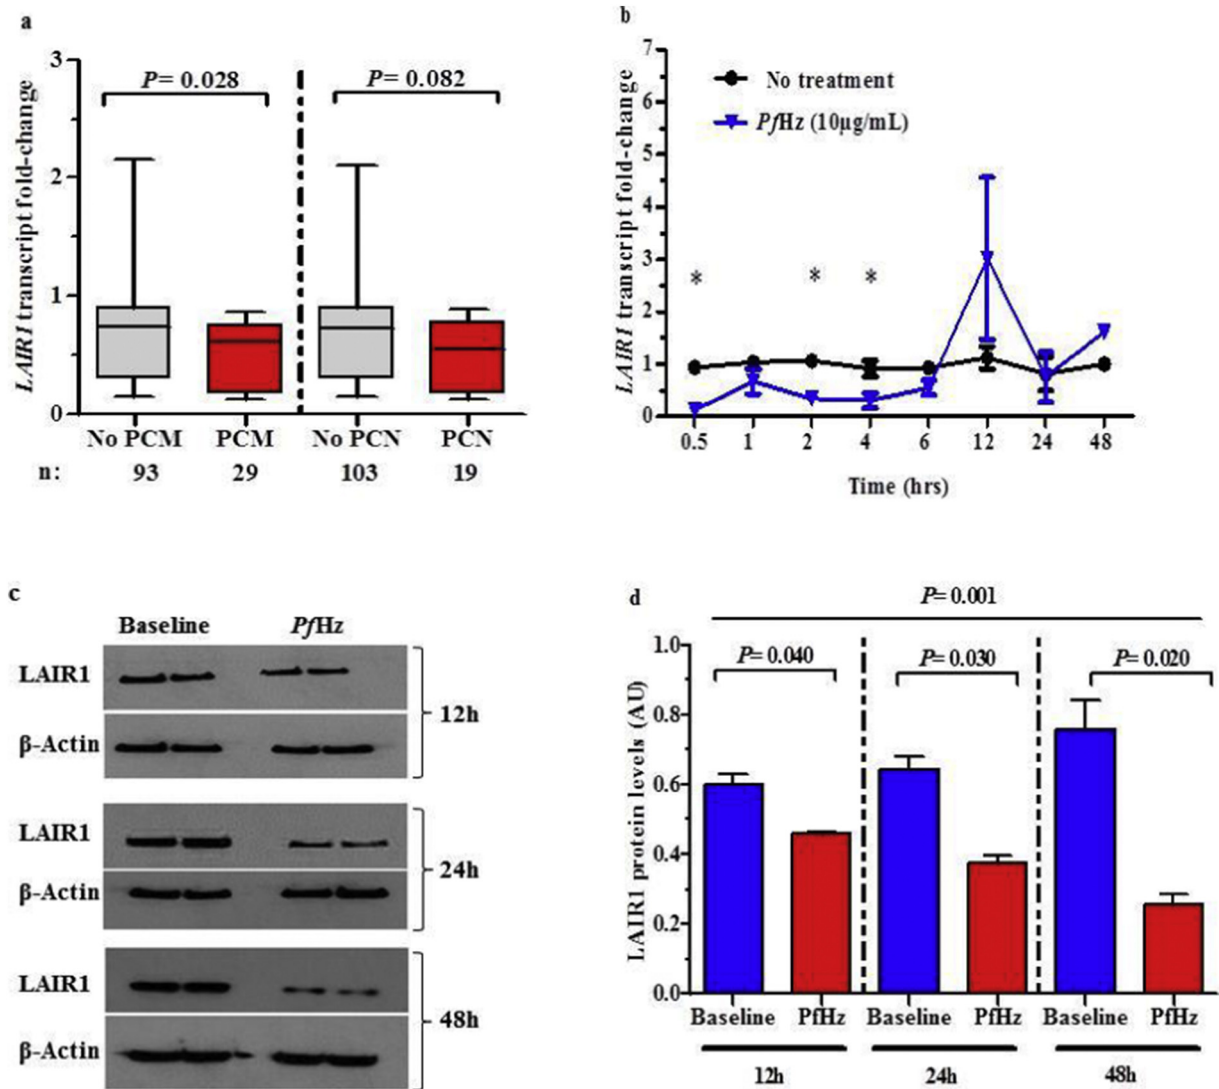 a
LAIR1 transcript fold-change
3
2
1
0
P= 0.028
P= 0.082
No PCM
PCM
No PCN
PCN
n:
93
29
103
19
b
LAIR1 transcript fold-change
7
6
5
4
3
2
1
0
No treatment
PfHz (10µg/mL)
*
*
*
0.5
1
2
4
6
12
24
48
Time (hrs)
c
Baseline
PfHz
LAIR1
β-Actin
12h
LAIR1
β-Actin
24h
LAIR1
β-Actin
48h
d
P= 0.001
LAIR1 protein levels (AU)
1.0
0.8
0.6
0.4
0.2
0.0
P= 0.040
P= 0.030
P= 0.020
Baseline
PfHz
Baseline
PfHz
Baseline
PfHz
12h
24h
48h